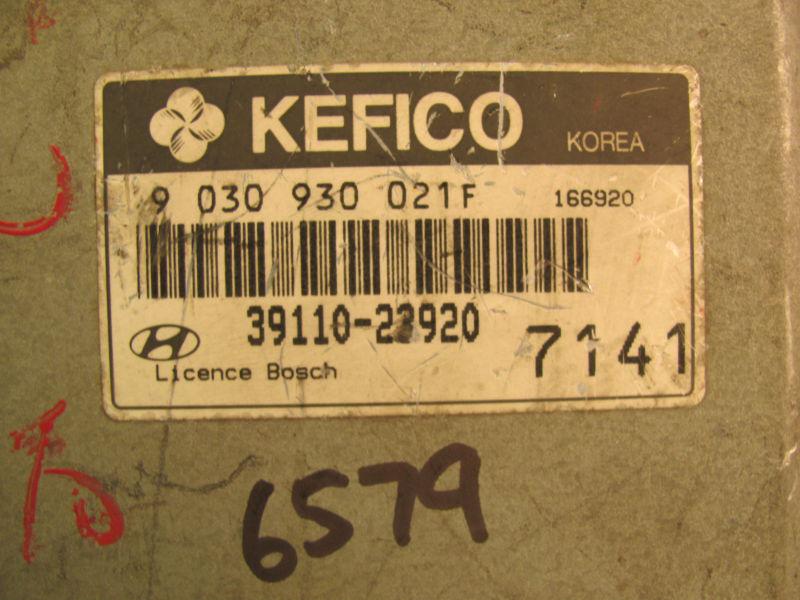 KEFICO KOREA
9 030 930 021F 166920
39110-23920
7141
Licence Bosch
6579